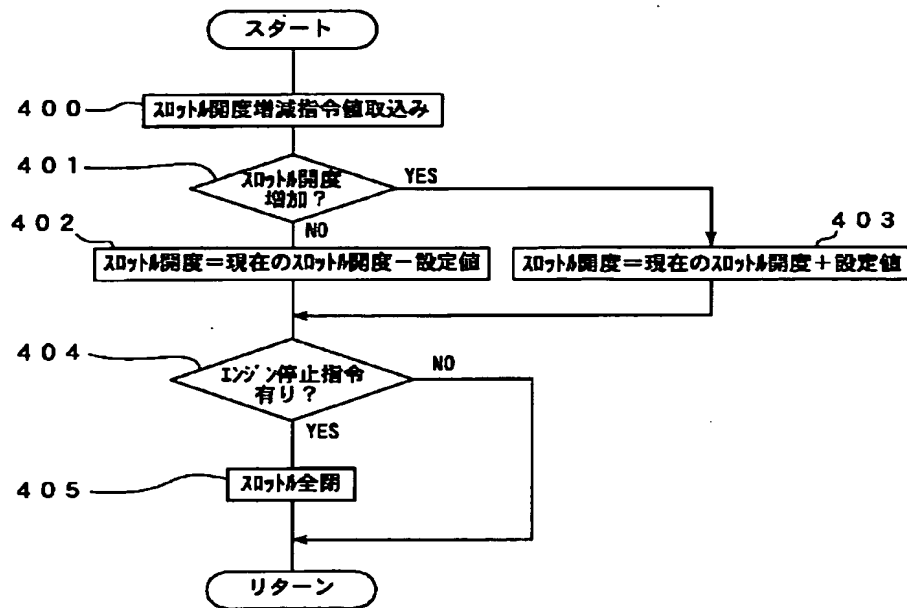 スタート
400
スロットル開度増減指令値取込み
401
スロットル開度
増加？
YES
NO
402
スロットル開度＝現在のスロットル開度－設定値
403
スロットル開度＝現在のスロットル開度＋設定値
404
エンジン停止指令
有り？
NO
YES
405
スロットル全閉
リターン